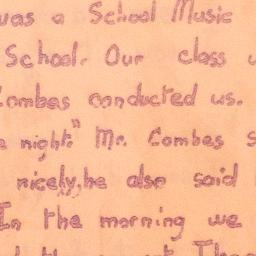 was a School Music
School. Our class
Combes conducted us.
night." Mr. Combes
nicely, he also said
In the morning we